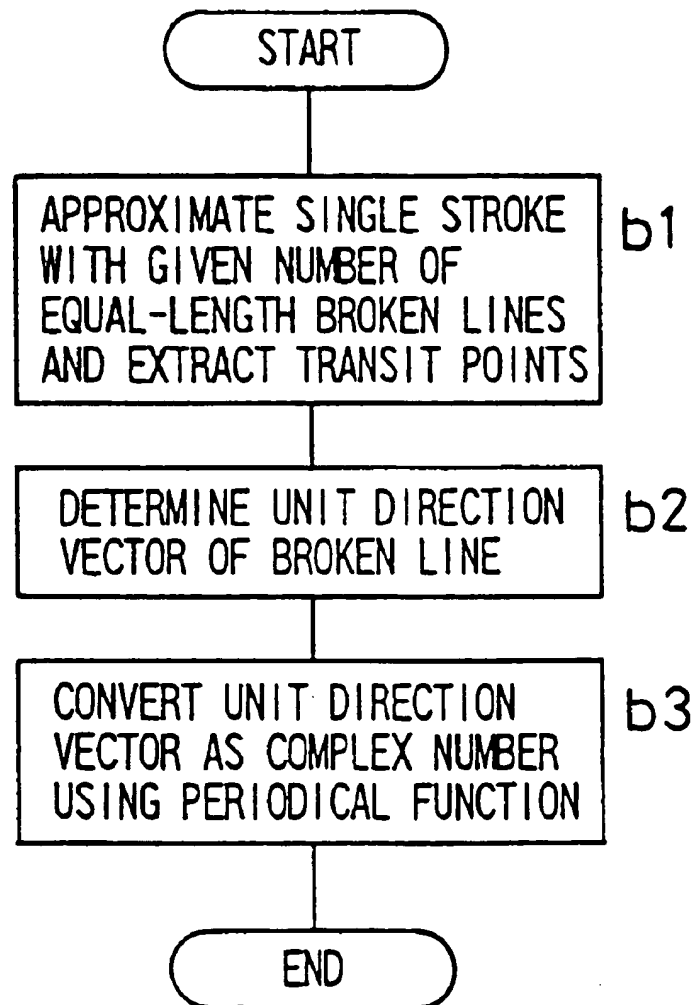 START
APPROXIMATE SINGLE STROKE
WITH GIVEN NUMBER OF
EQUAL-LENGTH BROKEN LINES
AND EXTRACT TRANSIT POINTS
b1
DETERMINE UNIT DIRECTION
VECTOR OF BROKEN LINE
b2
CONVERT UNIT DIRECTION
VECTOR AS COMPLEX NUMBER
USING PERIODICAL FUNCTION
b3
END